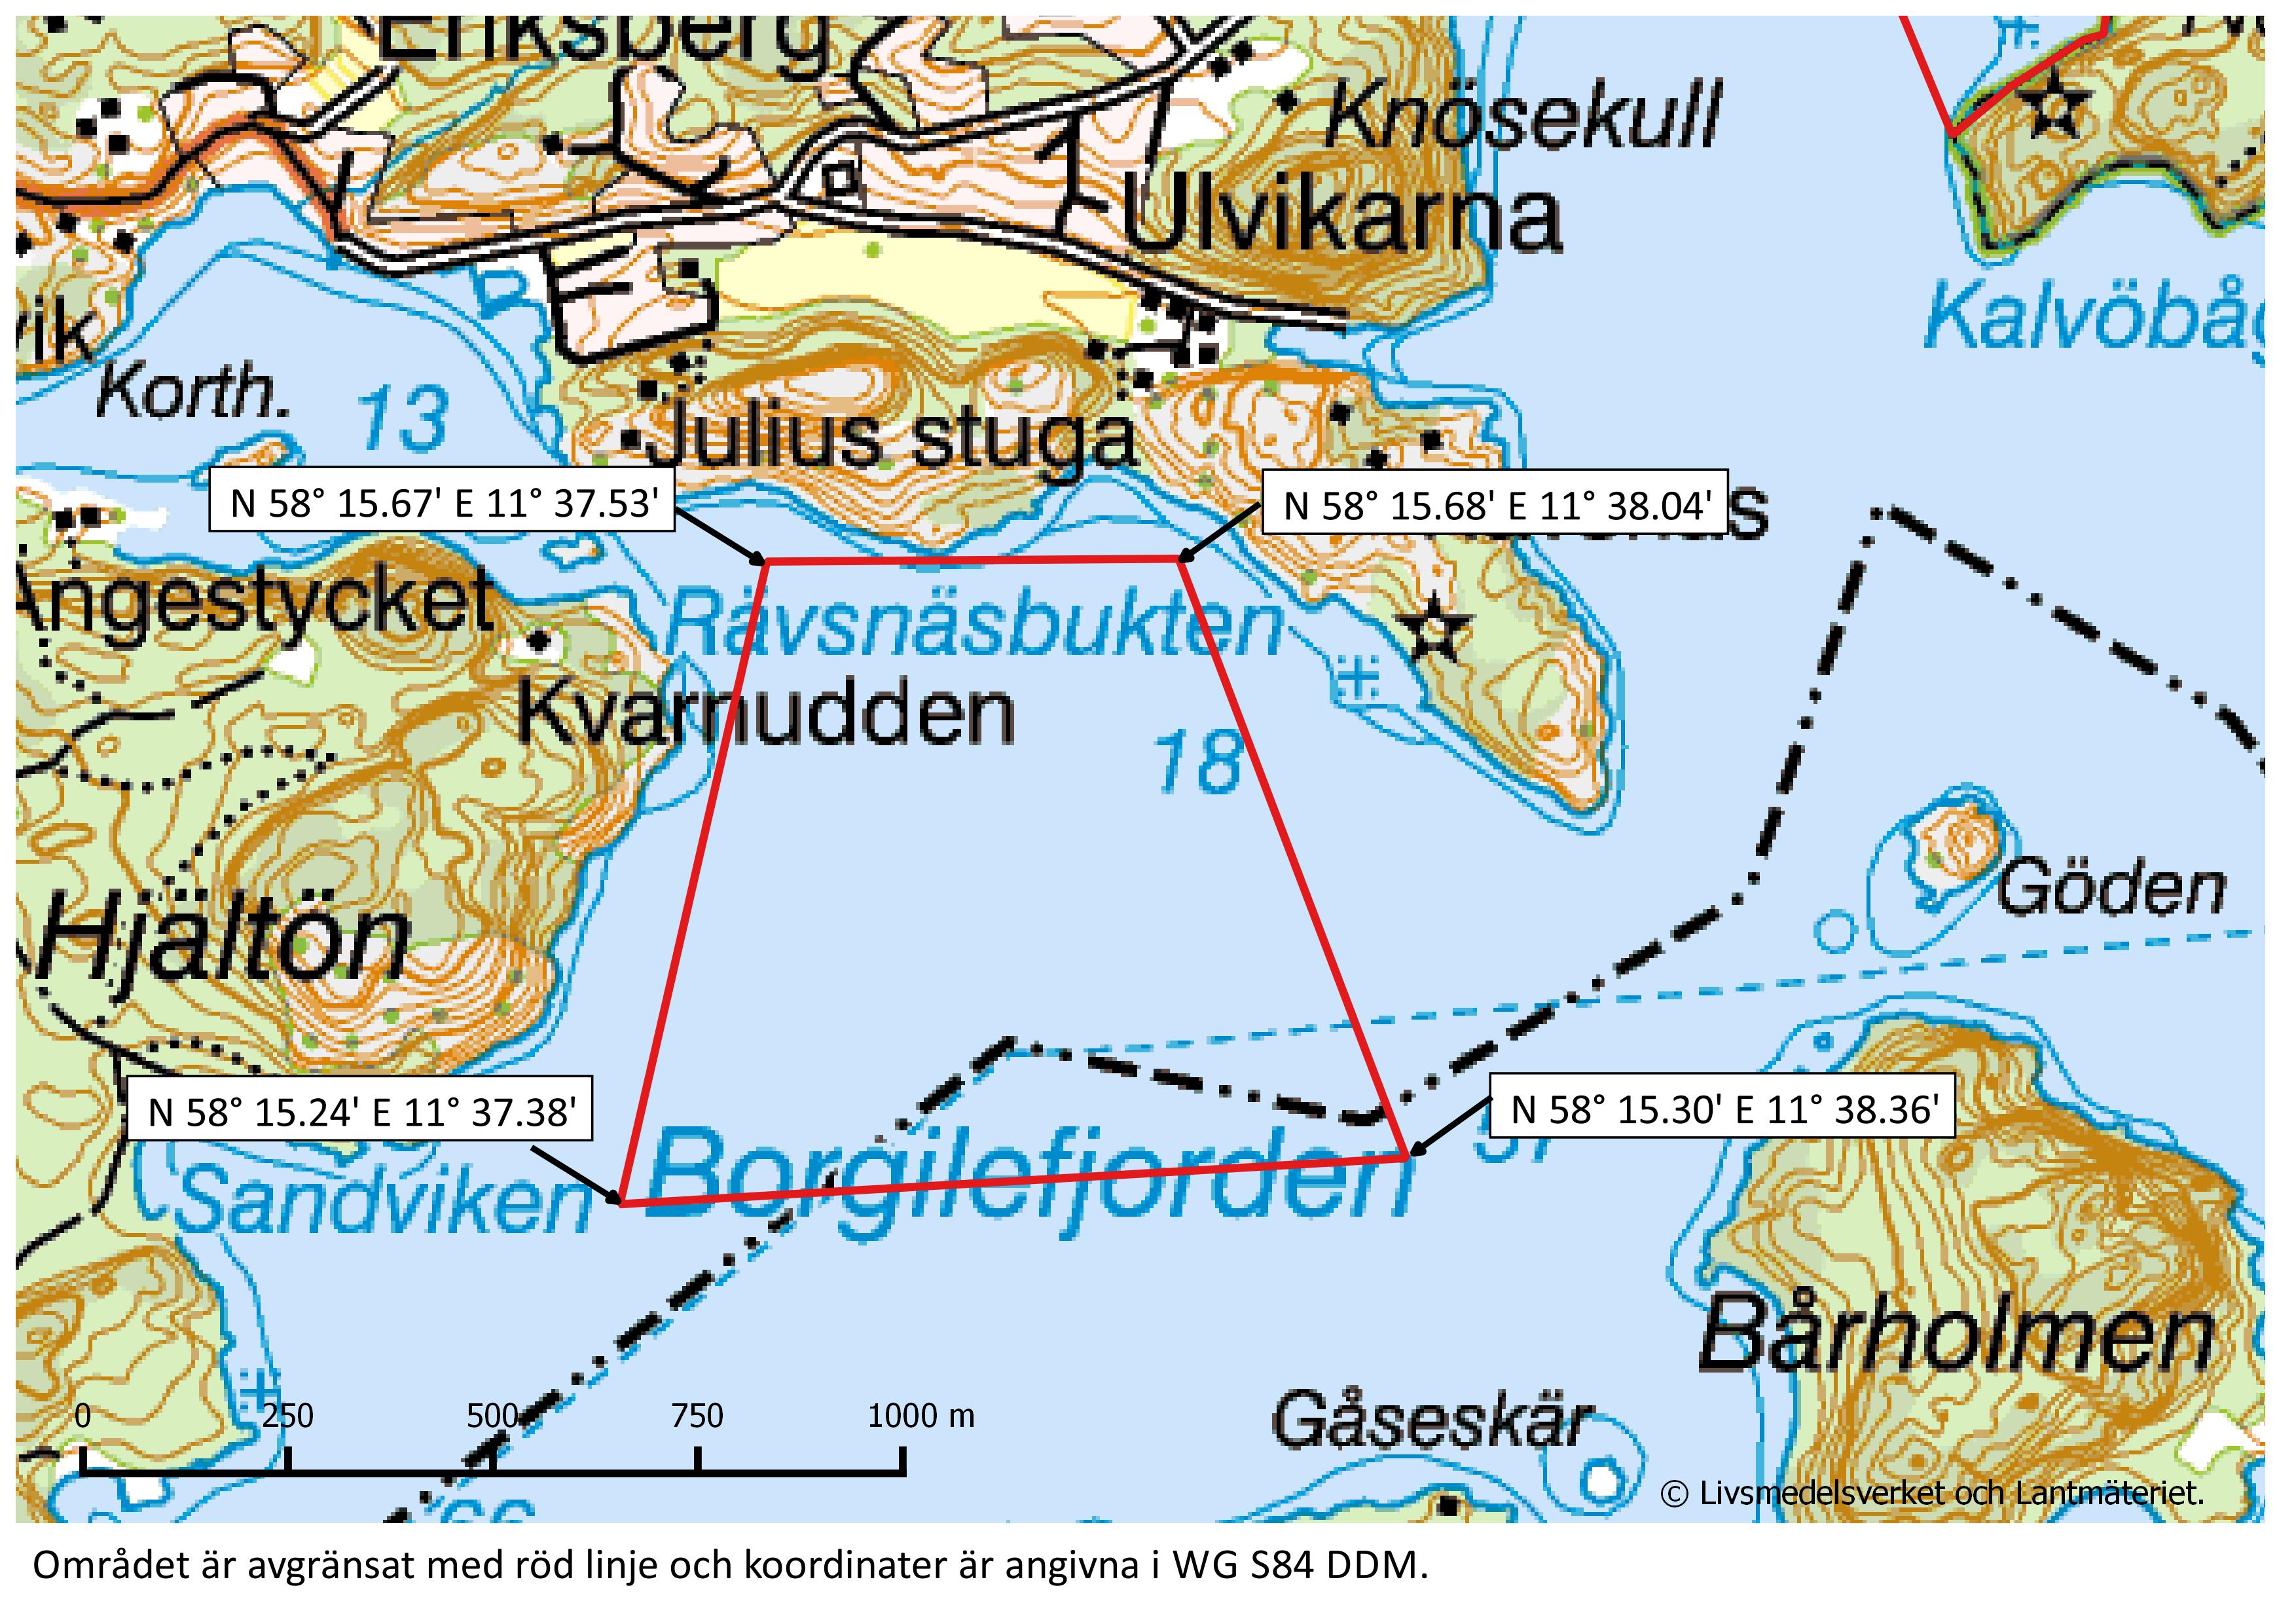 Eriksberg
Knösekull
Ulvikarna
Kalvöbåg
vik
Korth.
13
Julius stuga
N 58° 15.67' E 11° 37.53'
N 58° 15.68' E 11° 38.04'
Ängestycket
Rävsnäsbukten
Kvarnudden
18
Göden
Hjältön
N 58° 15.24' E 11° 37.38'
N 58° 15.30' E 11° 38.36'
Sandviken
Borgilefjorden
Bårholmen
0 250 500 750 1000 m
Gåseskär
© Livsmedelsverket och Lantmäteriet.
Området är avgränsat med röd linje och koordinater är angivna i WG S84 DDM.